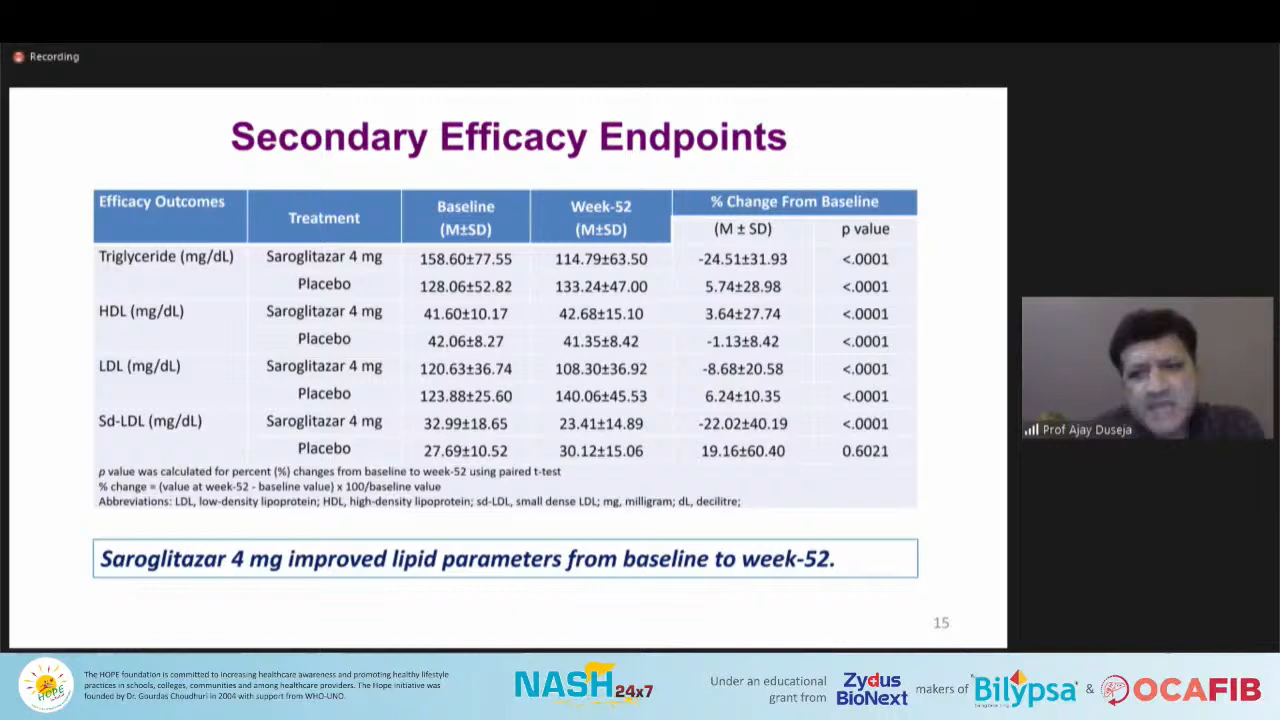 Recording
Secondary Efficacy Endpoints
Efficacy Outcomes Treatment Baseline (M±SD) Week-52 (M±SD) % Change From Baseline
(M ± SD) p value
Triglyceride (mg/dL) Saroglitazar 4 mg 158.60±77.55 114.79±63.50 -24.51±31.93 <.0001
Placebo 128.06±52.82 133.24±47.00 5.74±28.98 <.0001
HDL (mg/dL) Saroglitazar 4 mg 41.60±10.17 42.68±15.10 3.64±27.74 <.0001
Placebo 42.06±8.27 41.35±8.42 -1.13±8.42 <.0001
LDL (mg/dL) Saroglitazar 4 mg 120.63±36.74 108.30±36.92 -8.68±20.58 <.0001
Placebo 123.88±25.60 140.06±45.53 6.24±10.35 <.0001
Sd-LDL (mg/dL) Saroglitazar 4 mg 32.99±18.65 23.41±14.89 -22.02±40.19 <.0001
Placebo 27.69±10.52 30.12±15.06 19.16±60.40 0.6021
p value was calculated for percent (%) changes from baseline to week-52 using paired t-test
% change = (value at week-52 - baseline value) x 100/baseline value
Abbreviations: LDL, low-density lipoprotein; HDL, high-density lipoprotein; sd-LDL, small dense LDL; mg, milligram; dL, decilitre;
Saroglitazar 4 mg improved lipid parameters from baseline to week-52.
15
Prof Ajay Duseja
HOPE
The HOPE foundation is committed to increasing healthcare awareness and promoting healthy lifestyle
practices in schools, colleges, communities and among healthcare providers. The Hope initiative was
founded by Dr. Gourdas Choudhuri in 2004 with support from WHO-UNO.
NASH 24x7
Under an educational
grant from
Zydus
BioNext
makers of
Bilypsa
&
OCAFIB